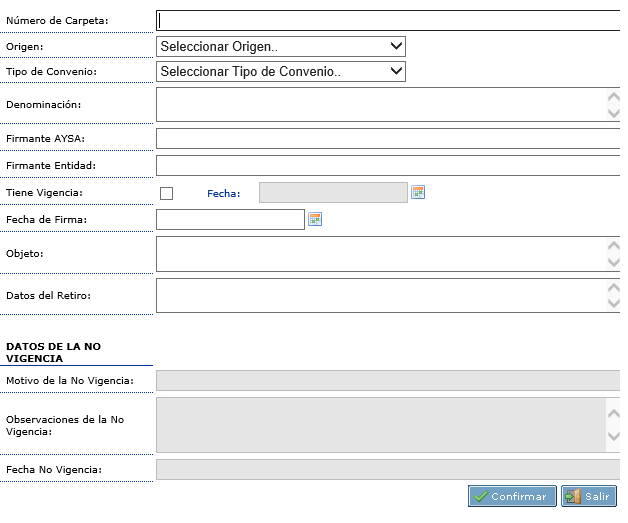 Número de Carpeta:
Origen: Seleccionar Origen..
Tipo de Convenio: Seleccionar Tipo de Convenio..
Denominación:
Firmante AYSA:
Firmante Entidad:
Tiene Vigencia: Fecha:
Fecha de Firma:
Objeto:
Datos del Retiro:
DATOS DE LA NO
VIGENCIA
Motivo de la No Vigencia:
Observaciones de la No
Vigencia:
Fecha No Vigencia:
Confirmar Salir